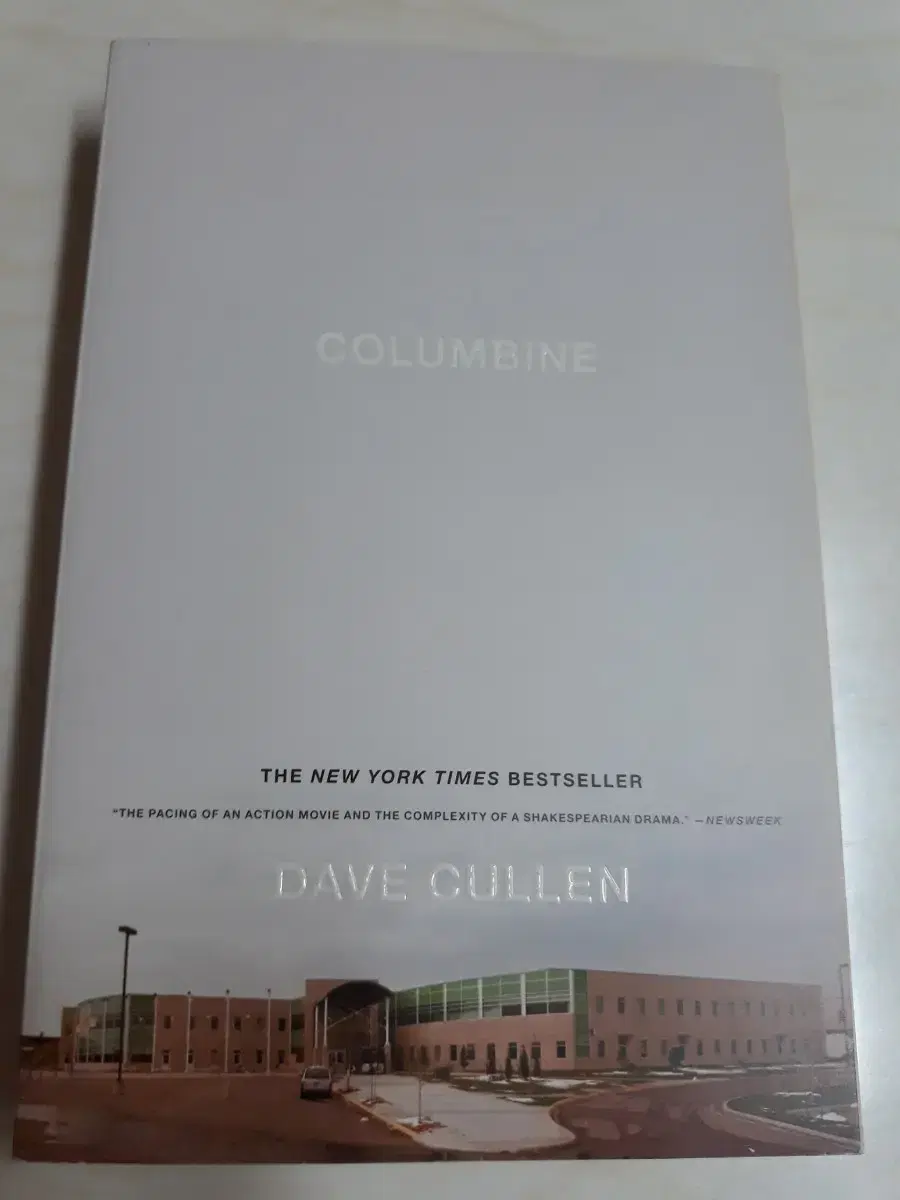 COLUMBINE
THE NEW YORK TIMES BESTSELLER
"THE PACING OF AN ACTION MOVIE AND THE COMPLEXITY OF A SHAKESPEARIAN DRAMA." —NEWSWEEK
DAVE CULLEN